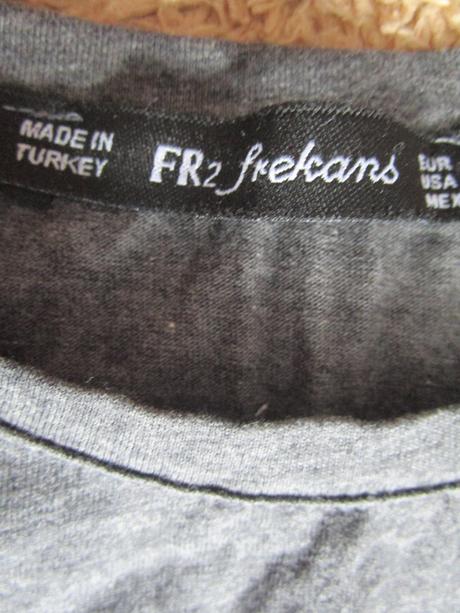 MADE IN
TURKEY
FR2 frekans
EUR
USA
MEX